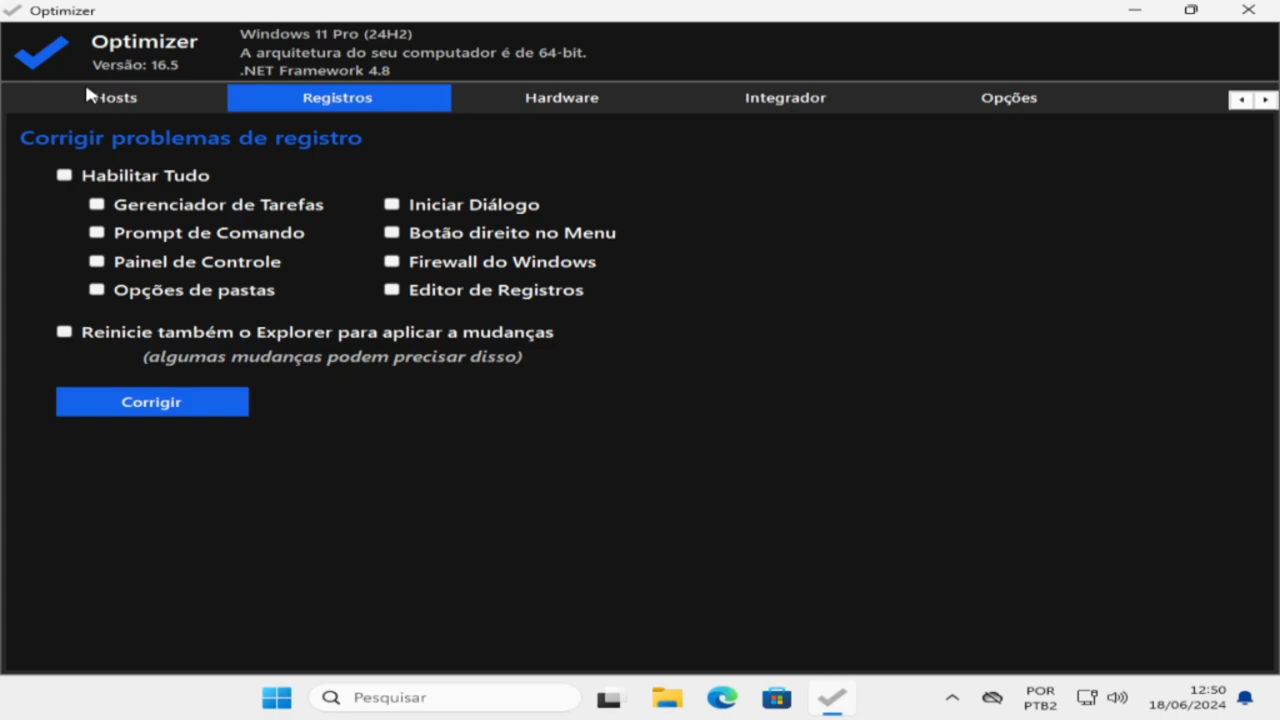 Optimizer
Optimizer
Versão: 16.5
Windows 11 Pro (24H2)
A arquitetura do seu computador é de 64-bit.
.NET Framework 4.8
Hosts Registros Hardware Integrador Opções
Corrigir problemas de registro
Habilitar Tudo
Gerenciador de Tarefas Iniciar Diálogo
Prompt de Comando Botão direito no Menu
Painel de Controle Firewall do Windows
Opções de pastas Editor de Registros
Reinicie também o Explorer para aplicar a mudanças
(algumas mudanças podem precisar disso)
Corrigir
Pesquisar
POR
PTB2
12:50
18/06/2024